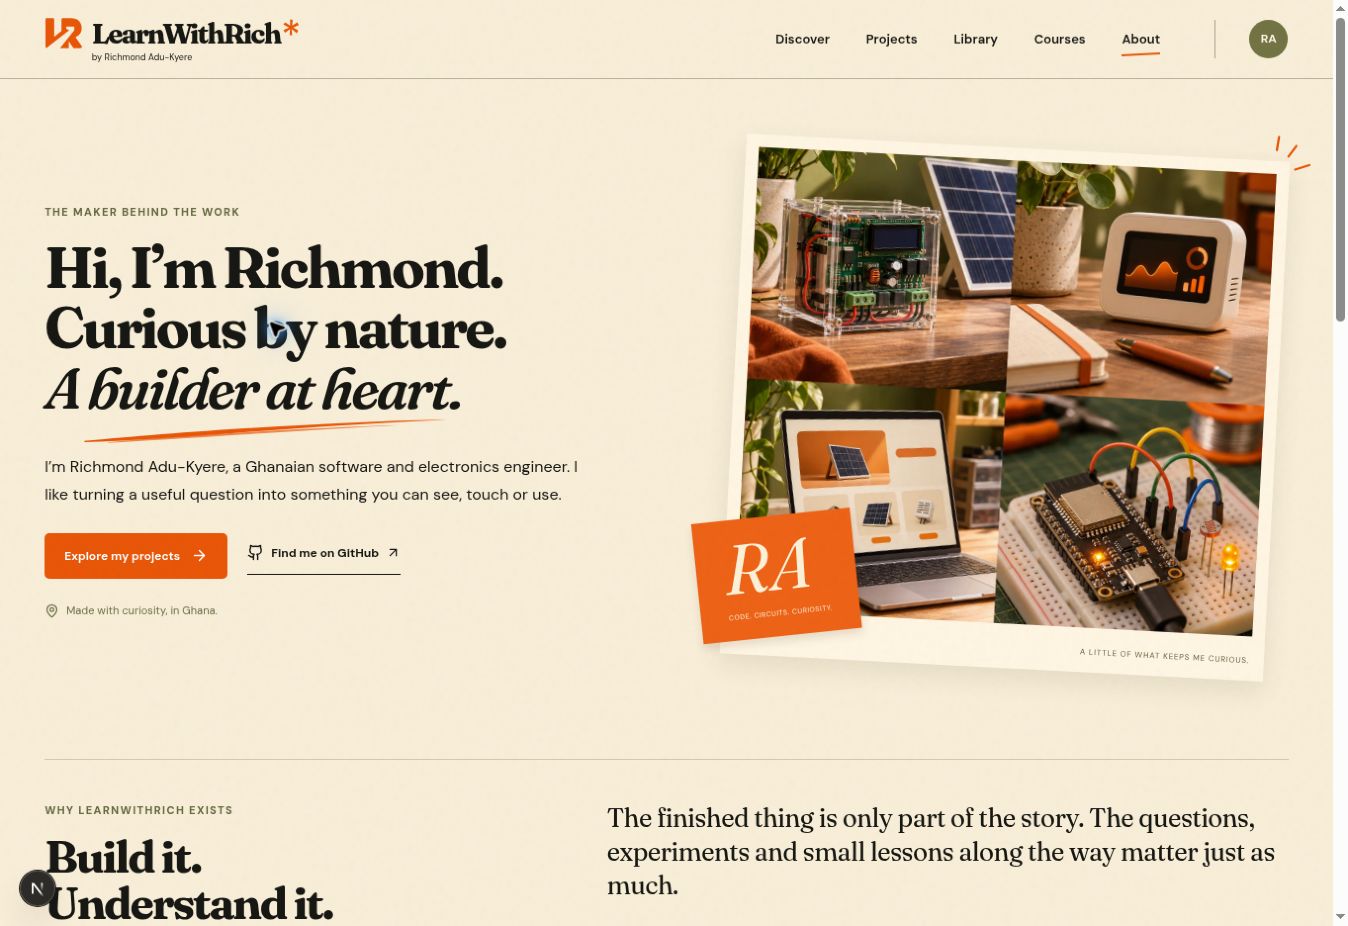 LearnWithRich*
by Richmond Adu-Kyere
Discover
Projects
Library
Courses
About
RA
THE MAKER BEHIND THE WORK
Hi, I’m Richmond.
Curious by nature.
A builder at heart.
I’m Richmond Adu-Kyere, a Ghanaian software and electronics engineer. I
like turning a useful question into something you can see, touch or use.
Explore my projects
Find me on GitHub
Made with curiosity, in Ghana.
RA
CODE. CIRCUITS. CURIOSITY.
A LITTLE OF WHAT KEEPS ME CURIOUS.
WHY LEARNWITHRICH EXISTS
Build it.
Understand it.
The finished thing is only part of the story. The questions,
experiments and small lessons along the way matter just as
much.
N